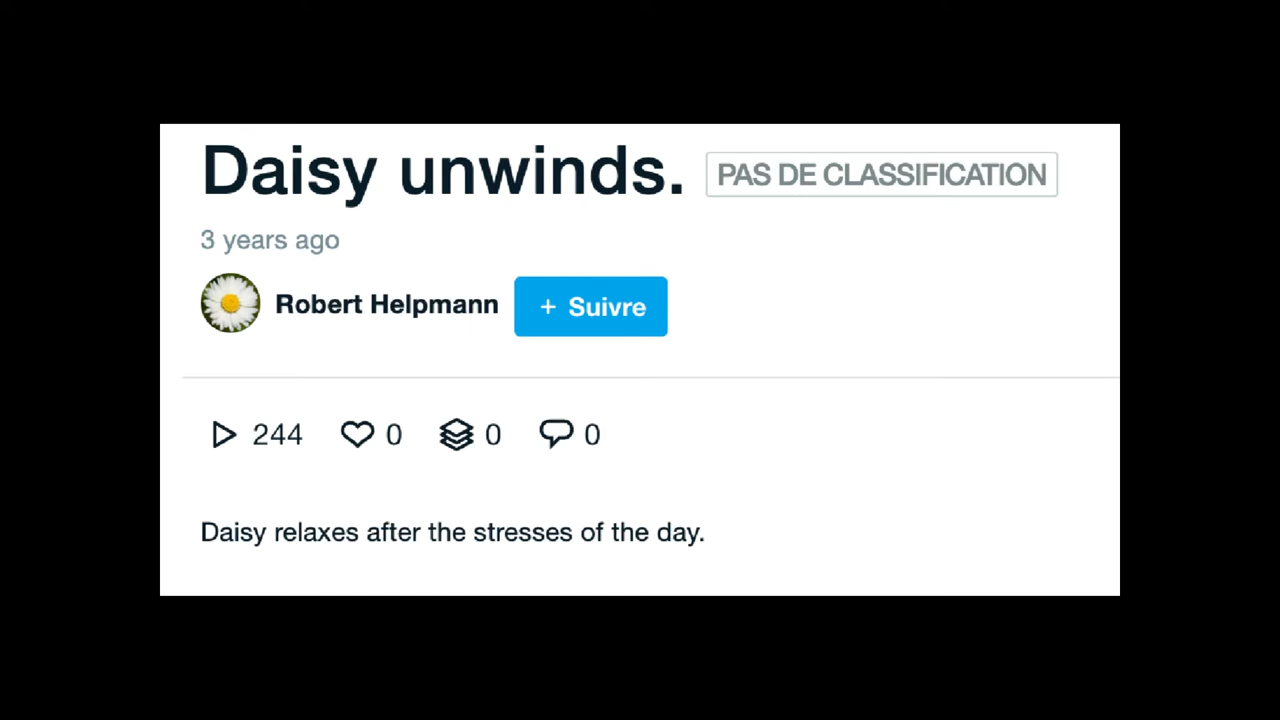 Daisy unwinds. PAS DE CLASSIFICATION
3 years ago
Robert Helpmann + Suivre
244 0 0 0
Daisy relaxes after the stresses of the day.